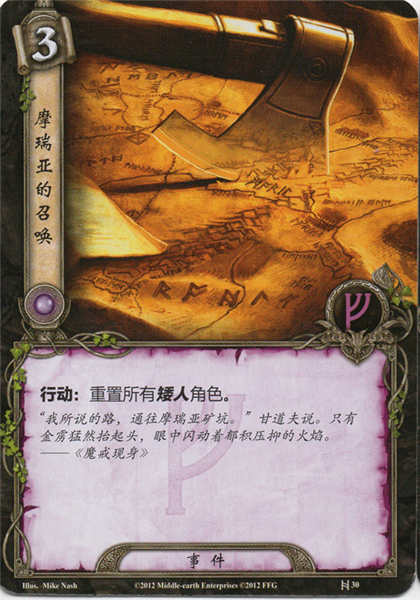 3
摩瑞亚的召唤
行动：重置所有矮人角色。
“我所说的路，通往摩瑞亚矿坑。”甘道夫说。只有
金雳猛然抬起头，眼中闪动着郁积压抑的火焰。
——《魔戒现身》
事件
Illus. Mike Nash
©2012 Middle-earth Enterprises ©2012 FFG
30